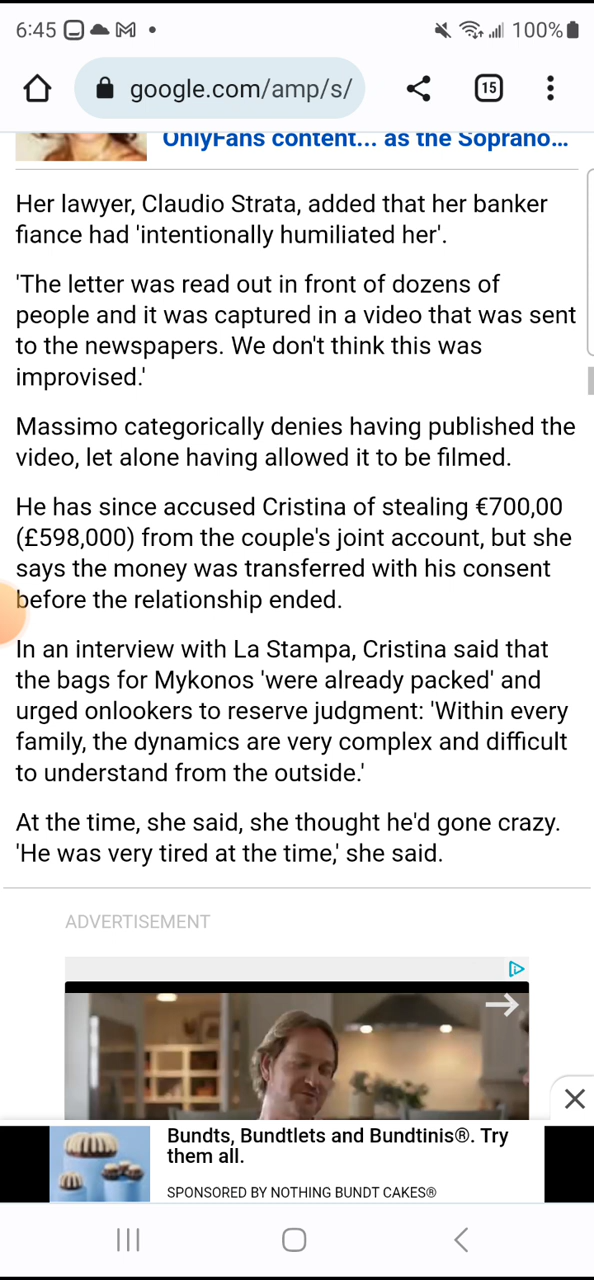 6:45 100%
google.com/amp/s/ 15
OnlyFans content... as the Soprano...
Her lawyer, Claudio Strata, added that her banker
fiance had 'intentionally humiliated her'.
'The letter was read out in front of dozens of
people and it was captured in a video that was sent
to the newspapers. We don't think this was
improvised.'
Massimo categorically denies having published the
video, let alone having allowed it to be filmed.
He has since accused Cristina of stealing €700,00
(£598,000) from the couple's joint account, but she
says the money was transferred with his consent
before the relationship ended.
In an interview with La Stampa, Cristina said that
the bags for Mykonos 'were already packed' and
urged onlookers to reserve judgment: 'Within every
family, the dynamics are very complex and difficult
to understand from the outside.'
At the time, she said, she thought he'd gone crazy.
'He was very tired at the time,' she said.
ADVERTISEMENT
Bundts, Bundtlets and Bundtinis®. Try
them all.
SPONSORED BY NOTHING BUNDT CAKES®